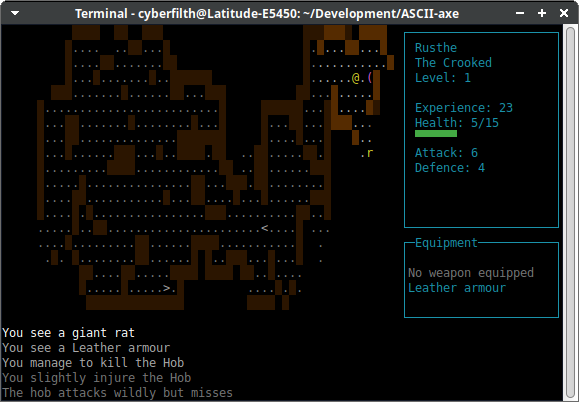 Terminal - cyberfilth@Latitude-E5450: ~/Development/ASCII-axe
Rusthe
The Crooked
Level: 1
Experience: 23
Health: 5/15
Attack: 6
Defence: 4
Equipment
No weapon equipped
Leather armour
You see a giant rat
You see a Leather armour
You manage to kill the Hob
You slightly injure the Hob
The hob attacks wildly but misses